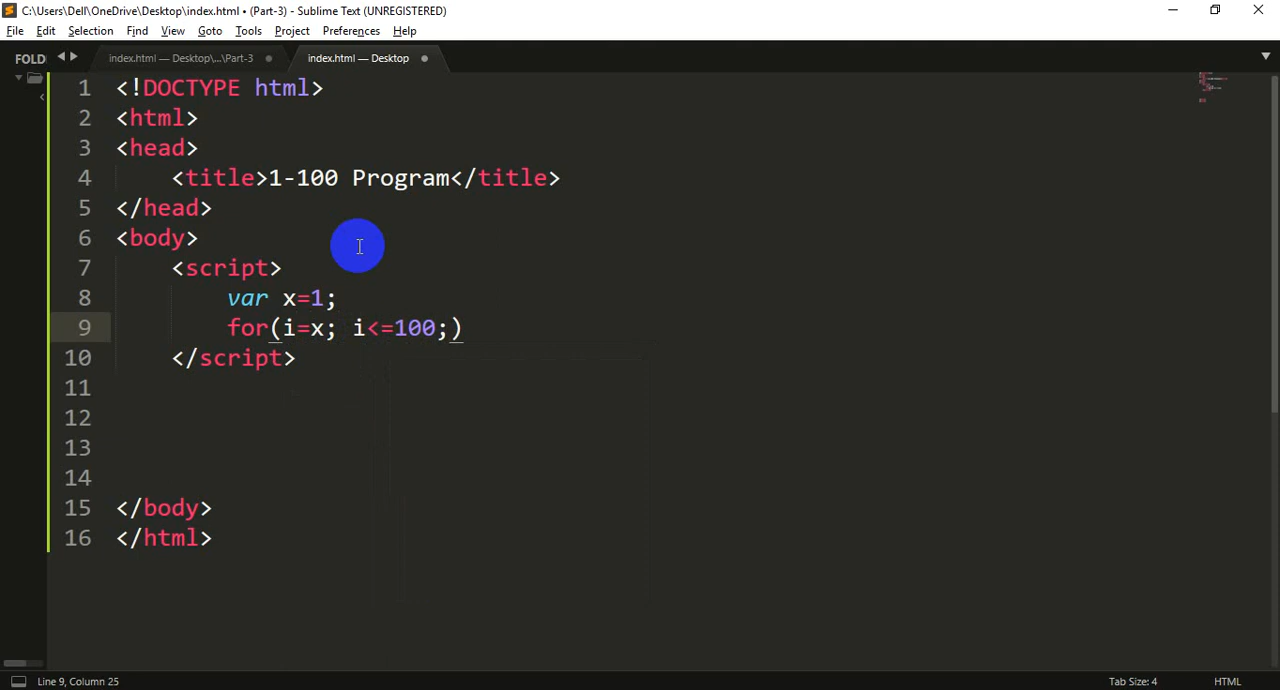 C:\Users\Dell\OneDrive\Desktop\index.html • (Part-3) - Sublime Text (UNREGISTERED)
File Edit Selection Find View Goto Tools Project Preferences Help
FOLD index.html — Desktop\...\Part-3 index.html — Desktop
1 <!DOCTYPE html>
2 <html>
3 <head>
4 <title>1-100 Program</title>
5 </head>
6 <body>
7 <script>
8 var x=1;
9 for(i=x; i<=100;)
10 </script>
11
12
13
14
15 </body>
16 </html>
Line 9, Column 25 Tab Size: 4 HTML